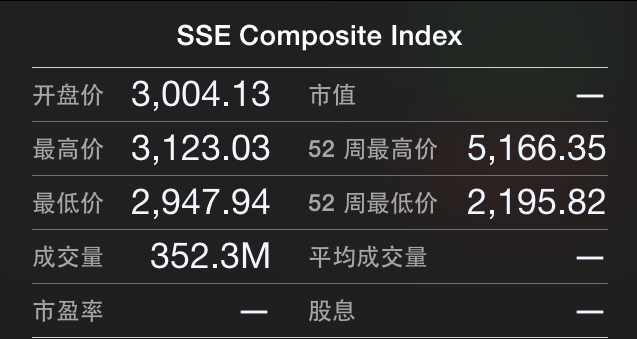 SSE Composite Index
开盘价 3,004.13 市值 —
最高价 3,123.03 52 周最高价 5,166.35
最低价 2,947.94 52 周最低价 2,195.82
成交量 352.3M 平均成交量 —
市盈率 — 股息 —